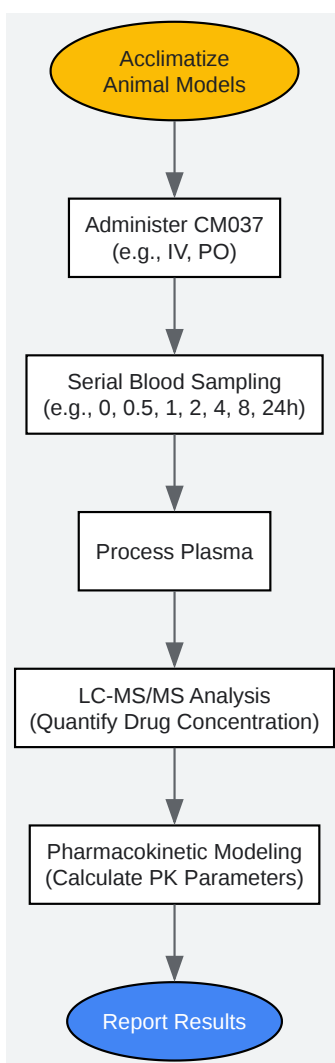 Acclimatize
Animal Models
Administer CM037
(e.g., IV, PO)
Serial Blood Sampling
(e.g., 0, 0.5, 1, 2, 4, 8, 24h)
Process Plasma
LC-MS/MS Analysis
(Quantify Drug Concentration)
Pharmacokinetic Modeling
(Calculate PK Parameters)
Report Results